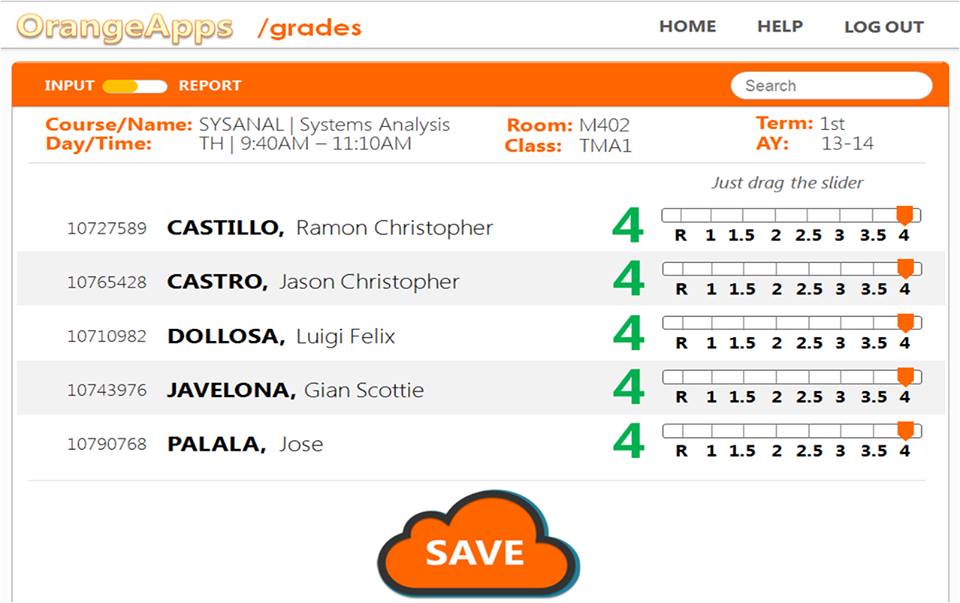 OrangeApps /grades HOME HELP LOG OUT
INPUT REPORT Search
Course/Name: SYSANAL | Systems Analysis Room: M402 Term: 1st
Day/Time: TH | 9:40AM – 11:10AM Class: TMA1 AY: 13-14
Just drag the slider
10727589 CASTILLO, Ramon Christopher 4
R 1 1.5 2 2.5 3 3.5 4
10765428 CASTRO, Jason Christopher 4
R 1 1.5 2 2.5 3 3.5 4
10710982 DOLLOSA, Luigi Felix 4
R 1 1.5 2 2.5 3 3.5 4
10743976 JAVELONA, Gian Scottie 4
R 1 1.5 2 2.5 3 3.5 4
10790768 PALALA, Jose 4
R 1 1.5 2 2.5 3 3.5 4
SAVE